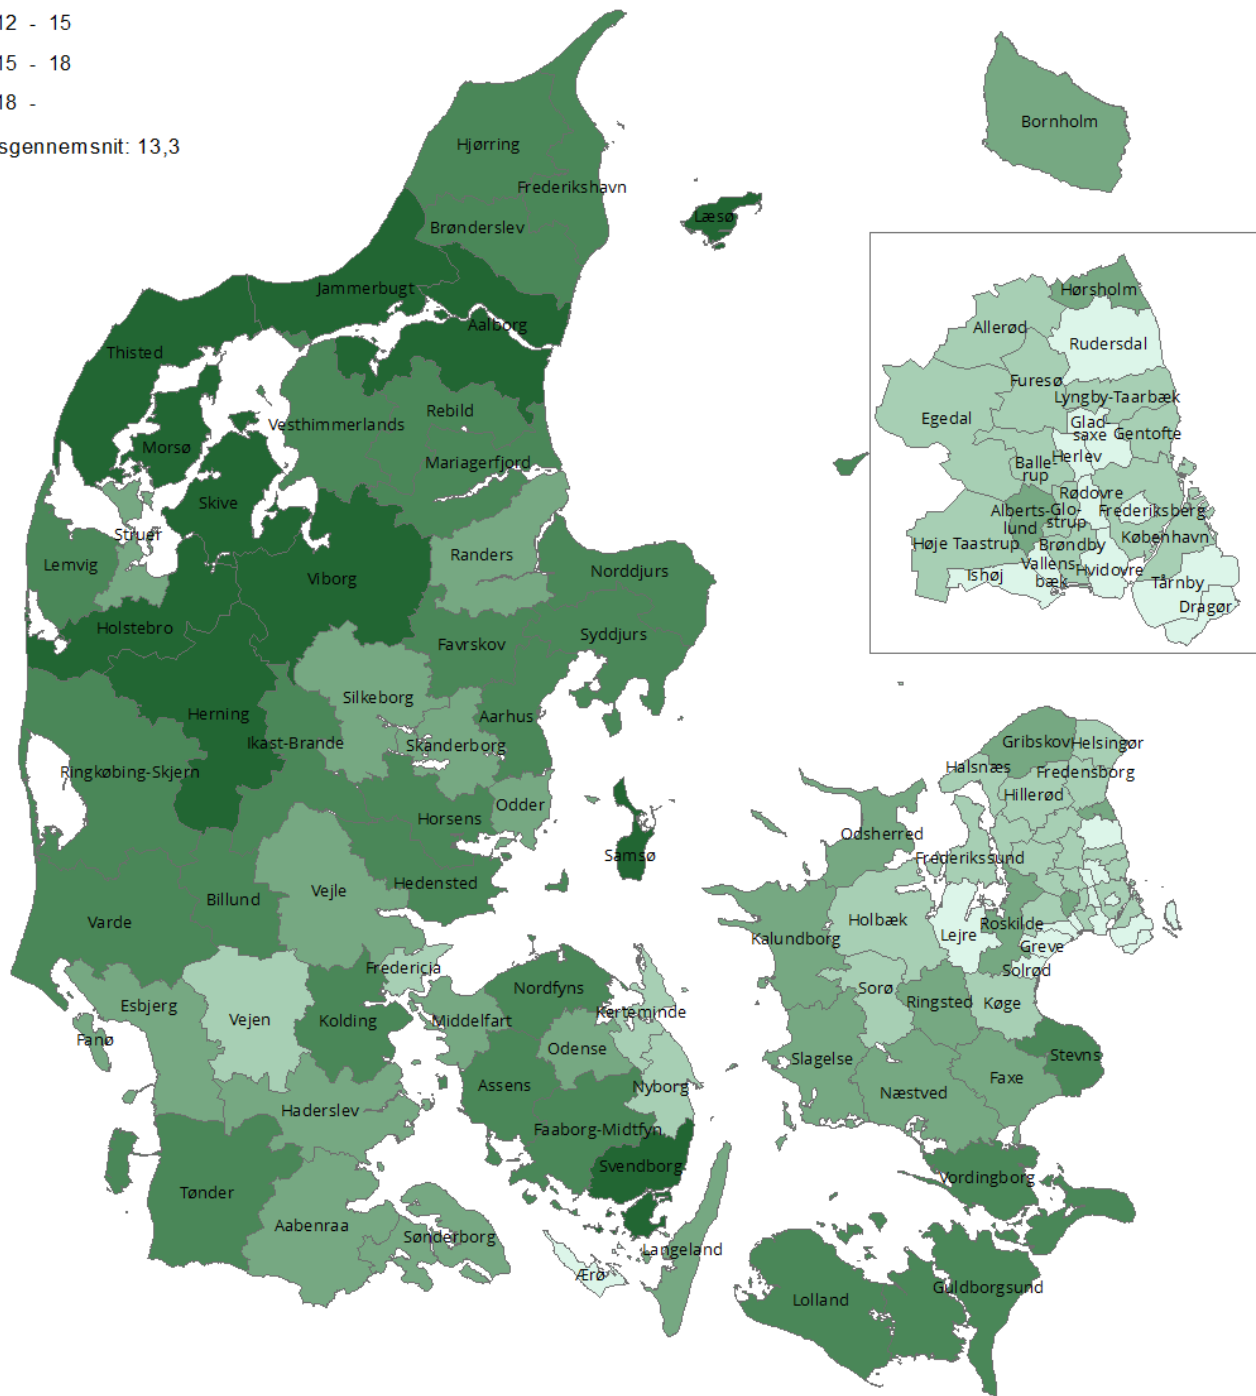 12 - 15
15 - 18
18 -
sgennemsnit: 13,3
Bornholm
Hjørring
Frederikshavn
Læsø
Brønderslev
Jammerbugt
Aalborg
Thisted
Vesthimmerlands
Rebild
Morsø
Mariagerfjord
Skive
Struer
Lemvig
Randers
Viborg
Norddjurs
Holstebro
Favrskov
Syddjurs
Silkeborg
Herning
Aarhus
Ikast-Brande
Skanderborg
Ringkøbing-Skjern
Odder
Horsens
Samsø
Hedensted
Vejle
Billund
Varde
Fredericia
Esbjerg
Vejen
Kolding
Fanø
Haderslev
Tønder
Aabenraa
Sønderborg
Nordfyns
Middelfart
Kerteminde
Odense
Assens
Nyborg
Faaborg-Midtfyn
Svendborg
Langeland
Ærø
Hørsholm
Allerød
Rudersdal
Furesø
Lyngby-Taarbæk
Egedal
Glad-
saxe
Gentofte
Herlev
Balle-
rup
Rødovre
Alberts-
lund
Glo-
strup
Frederiksberg
Høje Taastrup
Brøndby
København
Vallens-
bæk
Hvidovre
Ishøj
Tårnby
Dragør
Gribskov
Helsingør
Halsnæs
Fredensborg
Hillerød
Odsherred
Frederikssund
Holbæk
Kalundborg
Lejre
Roskilde
Greve
Solrød
Sorø
Ringsted
Køge
Slagelse
Stevns
Næstved
Faxe
Vordingborg
Lolland
Guldborgsund